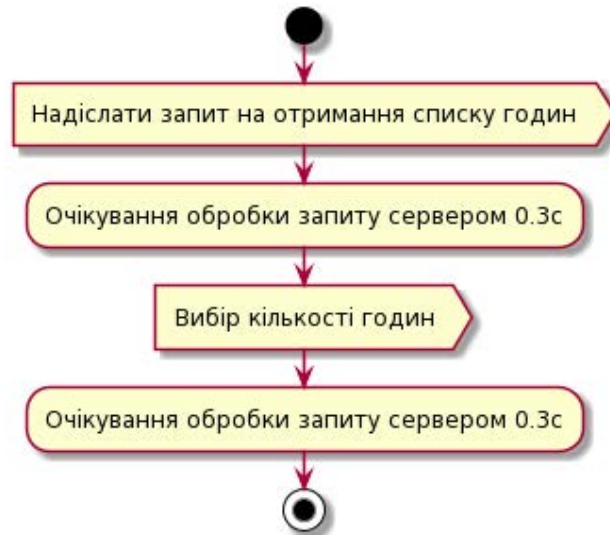 Надіслати запит на отримання списку годин
Очікування обробки запиту сервером 0.3с
Вибір кількості годин
Очікування обробки запиту сервером 0.3с